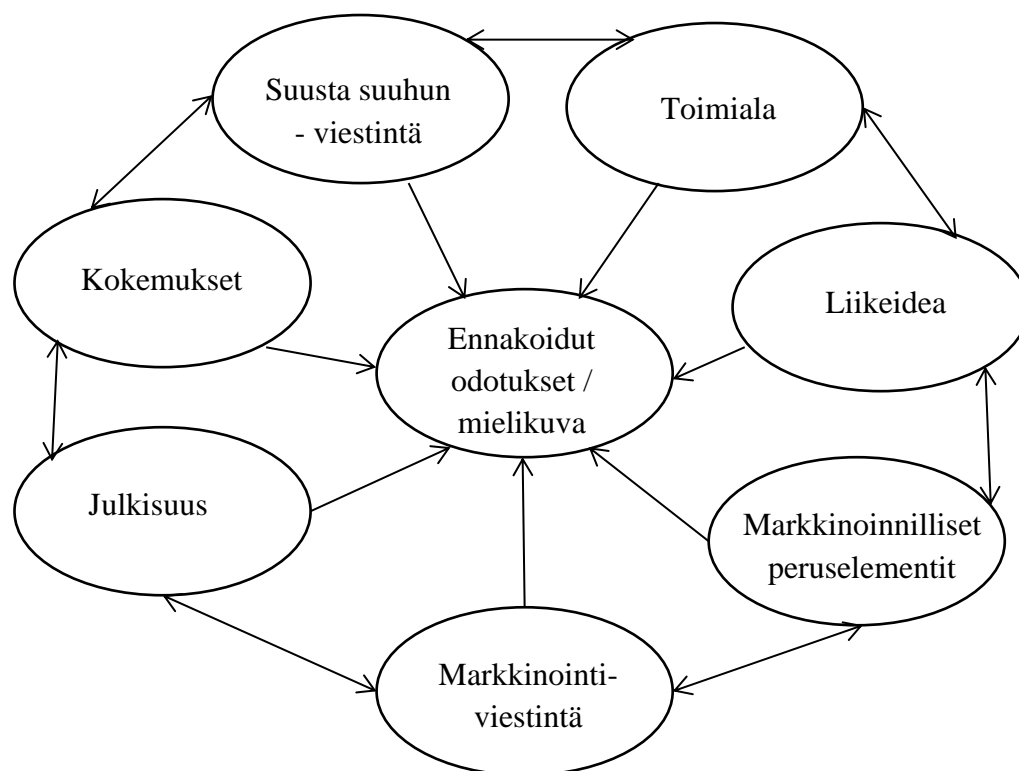 Suusta suuhun
- viestintä
Toimiala
Kokemukset
Liikeidea
Ennakoidut
odotukset /
mielikuva
Julkisuus
Markkinoinnilliset
peruselementit
Markkinointi-
viestintä